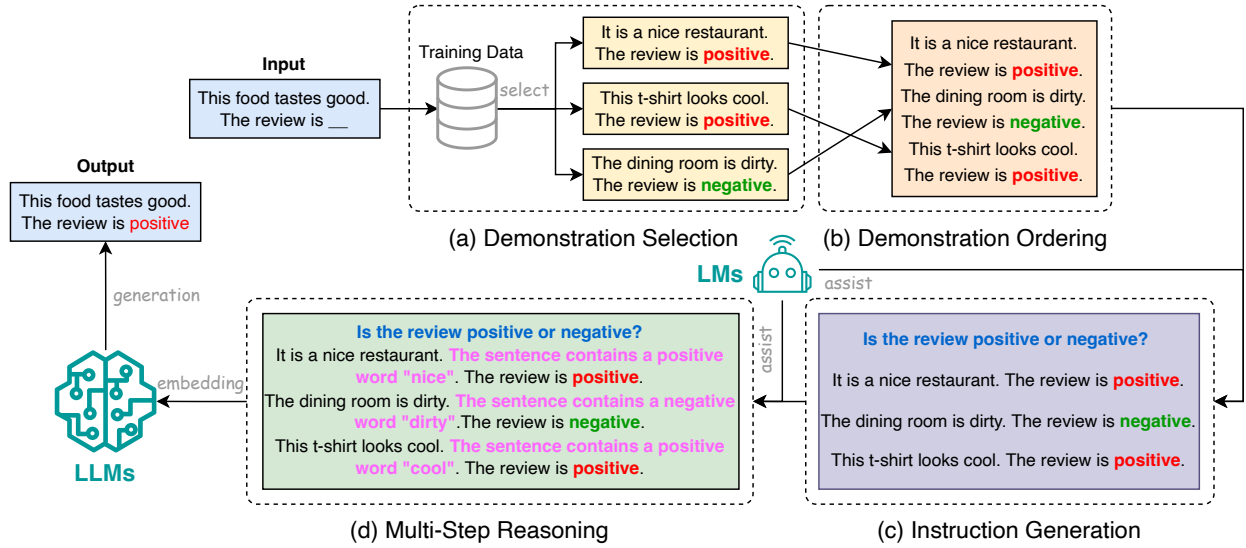 Input
This food tastes good.
The review is __
Training Data
select
It is a nice restaurant.
The review is positive.
This t-shirt looks cool.
The review is positive.
The dining room is dirty.
The review is negative.
(a) Demonstration Selection
It is a nice restaurant.
The review is positive.
The dining room is dirty.
The review is negative.
This t-shirt looks cool.
The review is positive.
(b) Demonstration Ordering
LMs
assist
assist
Is the review positive or negative?
It is a nice restaurant. The review is positive.
The dining room is dirty. The review is negative.
This t-shirt looks cool. The review is positive.
(c) Instruction Generation
Is the review positive or negative?
It is a nice restaurant. The sentence contains a positive
word "nice". The review is positive.
The dining room is dirty. The sentence contains a negative
word "dirty".The review is negative.
This t-shirt looks cool. The sentence contains a positive
word "cool". The review is positive.
(d) Multi-Step Reasoning
embedding
LLMs
generation
Output
This food tastes good.
The review is positive